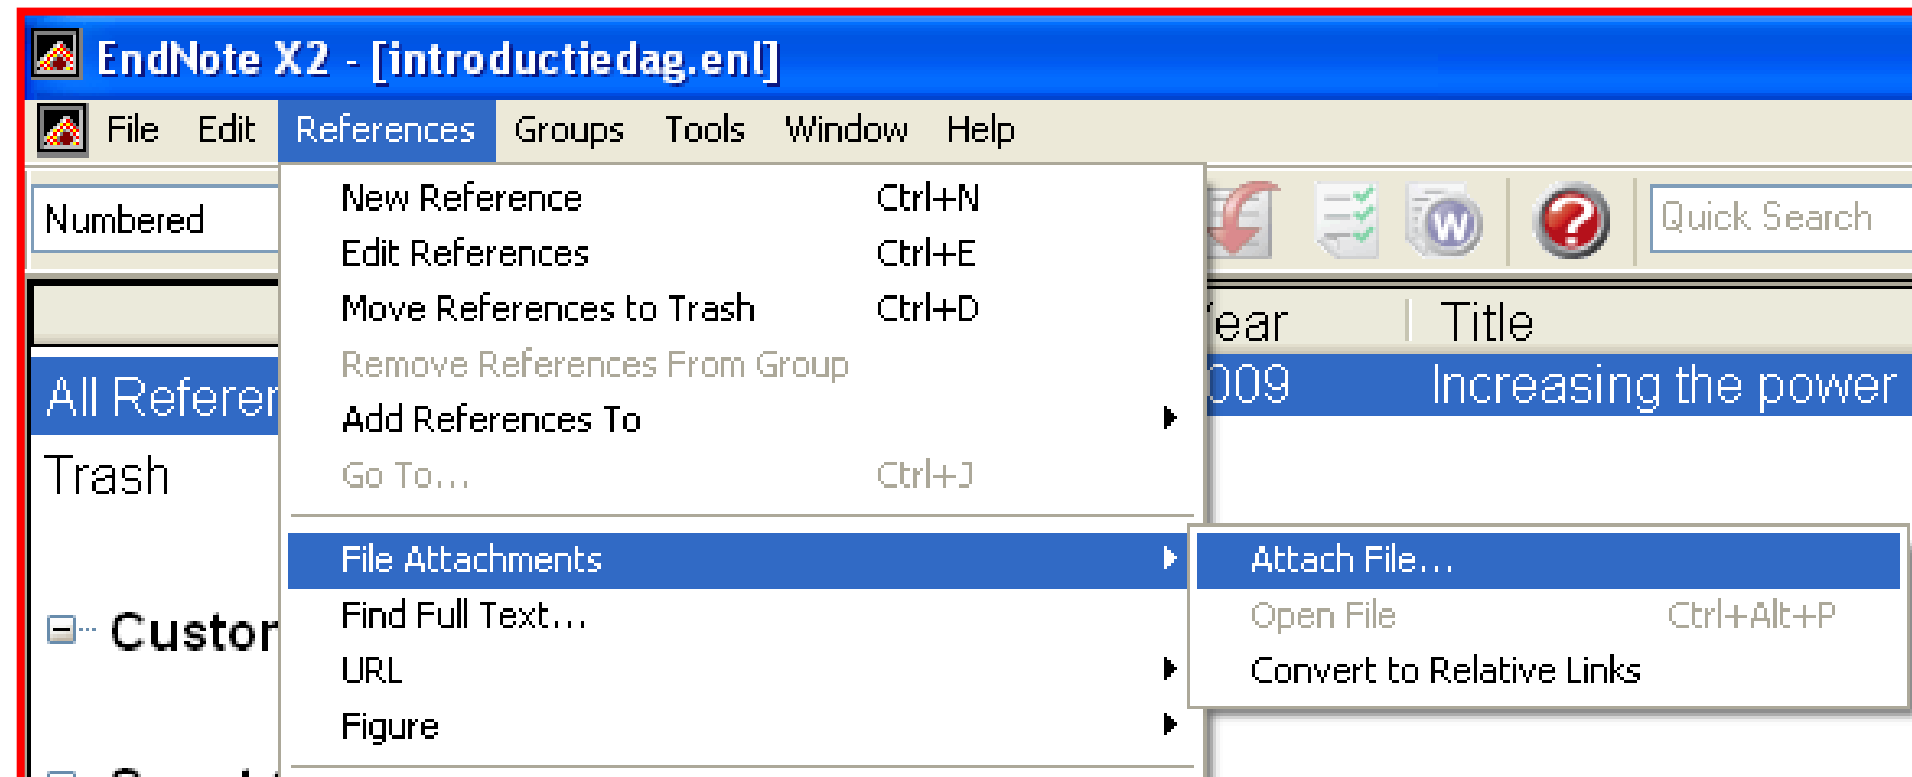 EndNote X2 - [introductiedag.enl]
File Edit References Groups Tools Window Help
Numbered
Quick Search
New Reference Ctrl+N
Edit References Ctrl+E
Move References to Trash Ctrl+D
Remove References From Group
Add References To
Go To... Ctrl+J
Title
All
Increasing the power
Trash
File Attachments
Find Full Text...
URL
Figure
Attach File...
Open File Ctrl+Alt+P
Convert to Relative Links